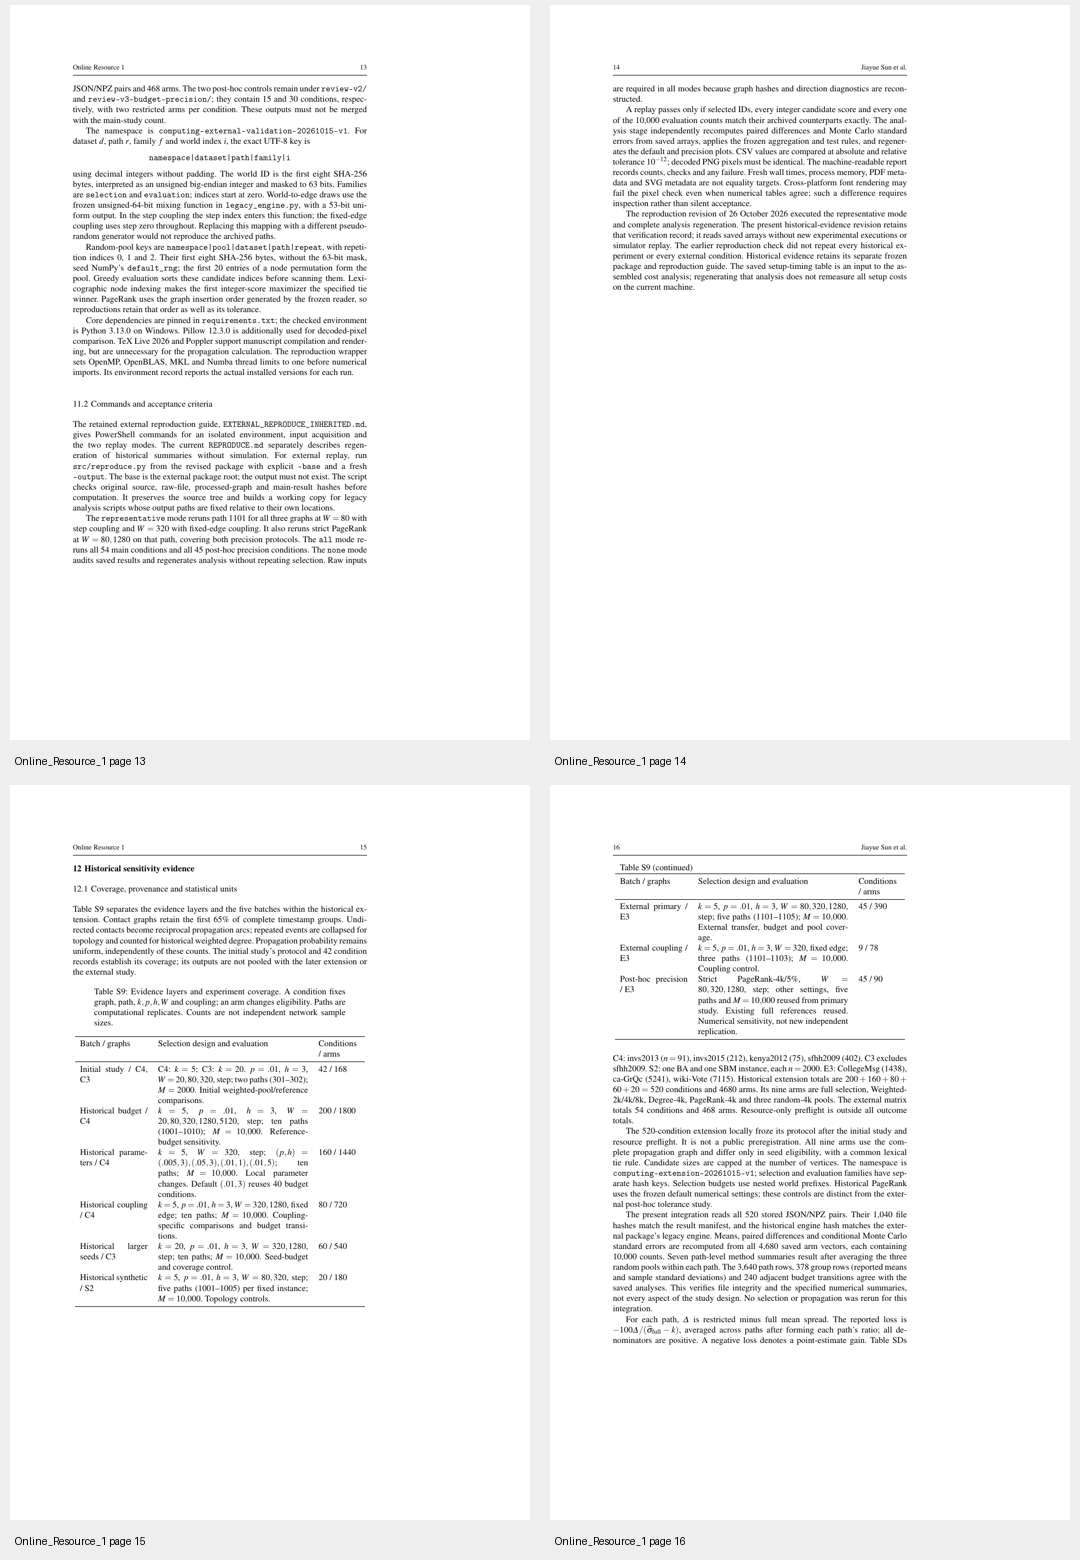 Online Resource 1 13
JSON/NPZ pairs and 468 arms. The two post-hoc controls remain under review-v2/
and review-v3-budget-precision/; they contain 15 and 30 conditions, respec-
tively, with two restricted arms per condition. These outputs must not be merged
with the main-study count.
The namespace is computing-external-validation-20261015-v1. For
dataset d, path r, family f and world index i, the exact UTF-8 key is
namespace|dataset|path|family|i
using decimal integers without padding. The world ID is the first eight SHA-256
bytes, interpreted as an unsigned big-endian integer and masked to 63 bits. Families
are selection and evaluation; indices start at zero. World-to-edge draws use the
frozen unsigned-64-bit mixing function in legacy_engine.py, with a 53-bit uni-
form output. In the step coupling the step index enters this function; the fixed-edge
coupling uses step zero throughout. Replacing this mapping with a different pseudo-
random generator would not reproduce the archived paths.
Random-pool keys are namespace|pool|dataset|path|repeat, with repeti-
tion indices 0, 1 and 2. Their first eight SHA-256 bytes, without the 63-bit mask,
seed NumPy's default_rng; the first 20 entries of a node permutation form the
pool. Greedy evaluation sorts these candidate indices before scanning them. Lexi-
cographic node indexing makes the first integer-score maximizer the specified tie
winner. PageRank uses the graph insertion order generated by the frozen reader, so
reproductions retain that order as well as its tolerance.
Core dependencies are pinned in requirements.txt; the checked environment
is Python 3.13.0 on Windows. Pillow 12.3.0 is additionally used for decoded-pixel
comparison. TeX Live 2026 and Poppler support manuscript compilation and render-
ing, but are unnecessary for the propagation calculation. The reproduction wrapper
sets OpenMP, OpenBLAS, MKL and Numba thread limits to one before numerical
imports. Its environment record reports the actual installed versions for each run.
11.2 Commands and acceptance criteria
The retained external reproduction guide, EXTERNAL_REPRODUCE_INHERITED.md,
gives PowerShell commands for an isolated environment, input acquisition and
the two replay modes. The current REPRODUCE.md separately describes regen-
eration of historical summaries without simulation. For external replay, run
src/reproduce.py from the revised package with explicit -base and a fresh
-output. The base is the external package root; the output must not exist. The script
checks original source, raw-file, processed-graph and main-result hashes before
computation. It preserves the source tree and builds a working copy for legacy
analysis scripts whose output paths are fixed relative to their own locations.
The representative mode reruns path 1101 for all three graphs at W = 80 with
step coupling and W = 320 with fixed-edge coupling. It also reruns strict PageRank
at W = 80, 1280 on that path, covering both precision protocols. The all mode re-
runs all 54 main conditions and all 45 post-hoc precision conditions. The none mode
audits saved results and regenerates analysis without repeating selection. Raw inputs
Online_Resource_1 page 13
14 Jiayue Sun et al.
are required in all modes because graph hashes and direction diagnostics are recon-
structed.
A replay passes only if selected IDs, every integer candidate score and every one
of the 10,000 evaluation counts match their archived counterparts exactly. The anal-
ysis stage independently recomputes paired differences and Monte Carlo standard
errors from saved arrays, applies the frozen aggregation and test rules, and regener-
ates the default and precision plots. CSV values are compared at absolute and relative
tolerance 10⁻¹²; decoded PNG pixels must be identical. The machine-readable report
records counts, checks and any failure. Fresh wall times, process memory, PDF meta-
data and SVG metadata are not equality targets. Cross-platform font rendering may
fail the pixel check even when numerical tables agree; such a difference requires
inspection rather than silent acceptance.
The reproduction revision of 26 October 2026 executed the representative mode
and complete analysis regeneration. The present historical-evidence revision retains
that verification record; it reads saved arrays without new experimental executions or
simulator replay. The earlier reproduction check did not repeat every historical ex-
periment or every external condition. Historical evidence retains its separate frozen
package and reproduction guide. The saved setup-timing table is an input to the as-
sembled cost analysis; regenerating that analysis does not remeasure all setup costs
on the current machine.
Online_Resource_1 page 14
Online Resource 1 15
12 Historical sensitivity evidence
12.1 Coverage, provenance and statistical units
Table S9 separates the evidence layers and the five batches within the historical ex-
tension. Contact graphs retain the first 65% of complete timestamp groups. Undi-
rected contacts become reciprocal propagation arcs; repeated events are collapsed for
topology and counted for historical weighted degree. Propagation probability remains
uniform, independently of these counts. The initial study's protocol and 42 condition
records establish its coverage; its outputs are not pooled with the later extension or
the external study.
Table S9: Evidence layers and experiment coverage. A condition fixes
graph, path, k, p, h, W and coupling; an arm changes eligibility. Paths are
computational replicates. Counts are not independent network sample
sizes.
Batch / graphs Selection design and evaluation Conditions
/ arms
Initial study / C4, C4: k = 5; C3: k = 20. p = .01, h = 3, 42 / 168
C3 W = 20, 80, 320, step; two paths (301–302);
M = 2000. Initial weighted-pool/reference
comparisons.
Historical budget / k = 5, p = .01, h = 3, W = 200 / 1800
C4 20, 80, 320, 1280, 5120, step; ten paths
(1001–1010); M = 10,000. Reference-
budget sensitivity.
Historical parame- k = 5, W = 320, step; (p,h) = 160 / 1440
ters / C4 (.005,3),(.05,3),(.01,1),(.01,5); ten
paths; M = 10,000. Local parameter
changes. Default (.01,3) reuses 40 budget
conditions.
Historical coupling k = 5, p = .01, h = 3, W = 320, 1280, fixed 80 / 720
/ C4 edge; ten paths; M = 10,000. Coupling-
specific comparisons and budget transi-
tions.
Historical larger k = 20, p = .01, h = 3, W = 320, 1280, 60 / 540
seeds / C3 step; ten paths; M = 10,000. Seed-budget
and coverage control.
Historical synthetic k = 5, p = .01, h = 3, W = 80, 320, step; 20 / 180
/ S2 five paths (1001–1005) per fixed instance;
M = 10,000. Topology controls.
Online_Resource_1 page 15
16 Jiayue Sun et al.
Table S9 (continued)
Batch / graphs Selection design and evaluation Conditions
/ arms
External primary / k = 5, p = .01, h = 3, W = 80, 320, 1280, 45 / 390
E3 step; five paths (1101–1105); M = 10,000.
External transfer, budget and pool cover-
age.
External coupling / k = 5, p = .01, h = 3, W = 320, fixed edge; 9 / 78
E3 three paths (1101–1103); M = 10,000.
Coupling control.
Post-hoc precision Strict PageRank-4k/5%, W = 45 / 90
/ E3 80, 320, 1280, step; other settings, five
paths and M = 10,000 reused from primary
study. Existing full references reused.
Numerical sensitivity, not new independent
replication.
C4: invs2013 (n = 91), invs2015 (212), kenya2012 (75), sfhh2009 (402). C3 excludes
sfhh2009. S2: one BA and one SBM instance, each n = 2000. E3: CollegeMsg (1438),
ca-GrQc (5241), wiki-Vote (7115). Historical extension totals are 200 + 160 + 80 +
60 + 20 = 520 conditions and 4680 arms. Its nine arms are full selection, Weighted-
2k/4k/8k, Degree-4k, PageRank-4k and three random-4k pools. The external matrix
totals 54 conditions and 468 arms. Resource-only preflight is outside all outcome
totals.
The 520-condition extension locally froze its protocol after the initial study and
resource preflight. It is not a public preregistration. All nine arms use the com-
plete propagation graph and differ only in seed eligibility, with a common lexical
tie rule. Candidate sizes are capped at the number of vertices. The namespace is
computing-extension-20261015-v1; selection and evaluation families have sep-
arate hash keys. Selection budgets use nested world prefixes. Historical PageRank
uses the frozen default numerical settings; these controls are distinct from the exter-
nal post-hoc tolerance study.
The present integration reads all 520 stored JSON/NPZ pairs. Their 1,040 file
hashes match the result manifest, and the historical engine hash matches the exter-
nal package's legacy engine. Means, paired differences and conditional Monte Carlo
standard errors are recomputed from all 4,680 saved arm vectors, each containing
10,000 counts. Seven path-level method summaries result after averaging the three
random pools within each path. The 3,640 path rows, 378 group rows (reported means
and sample standard deviations) and 240 adjacent budget transitions agree with the
saved analyses. This verifies file integrity and the specified numerical summaries,
not every aspect of the study design. No selection or propagation was rerun for this
integration.
For each path, Δ is restricted minus full mean spread. The reported loss is
−100Δ/(σ̂full − k), averaged across paths after forming each path's ratio; all de-
nominators are positive. A negative loss denotes a point-estimate gain. Table SDs
Online_Resource_1 page 16